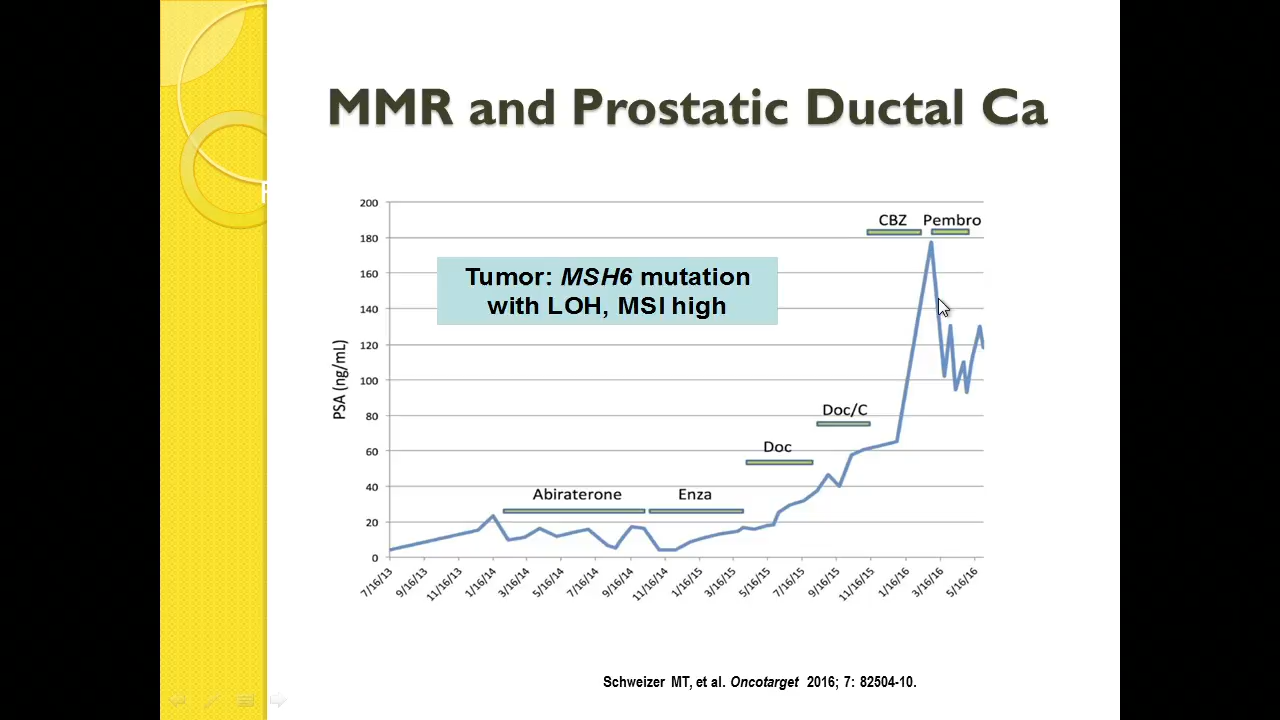 MMR and Prostatic Ductal Ca
200
180
160
140
120
100
80
60
40
20
0
PSA (ng/mL)
CBZ Pembro
Tumor: MSH6 mutation
with LOH, MSI high
Doc/C
Doc
Abiraterone Enza
7/16/13 9/16/13 11/16/13 1/16/14 3/16/14 5/16/14 7/16/14 9/16/14 11/16/14 1/16/15 3/16/15 5/16/15 7/16/15 9/16/15 11/16/15 1/16/16 3/16/16 5/16/16
Schweizer MT, et al. Oncotarget 2016; 7: 82504-10.